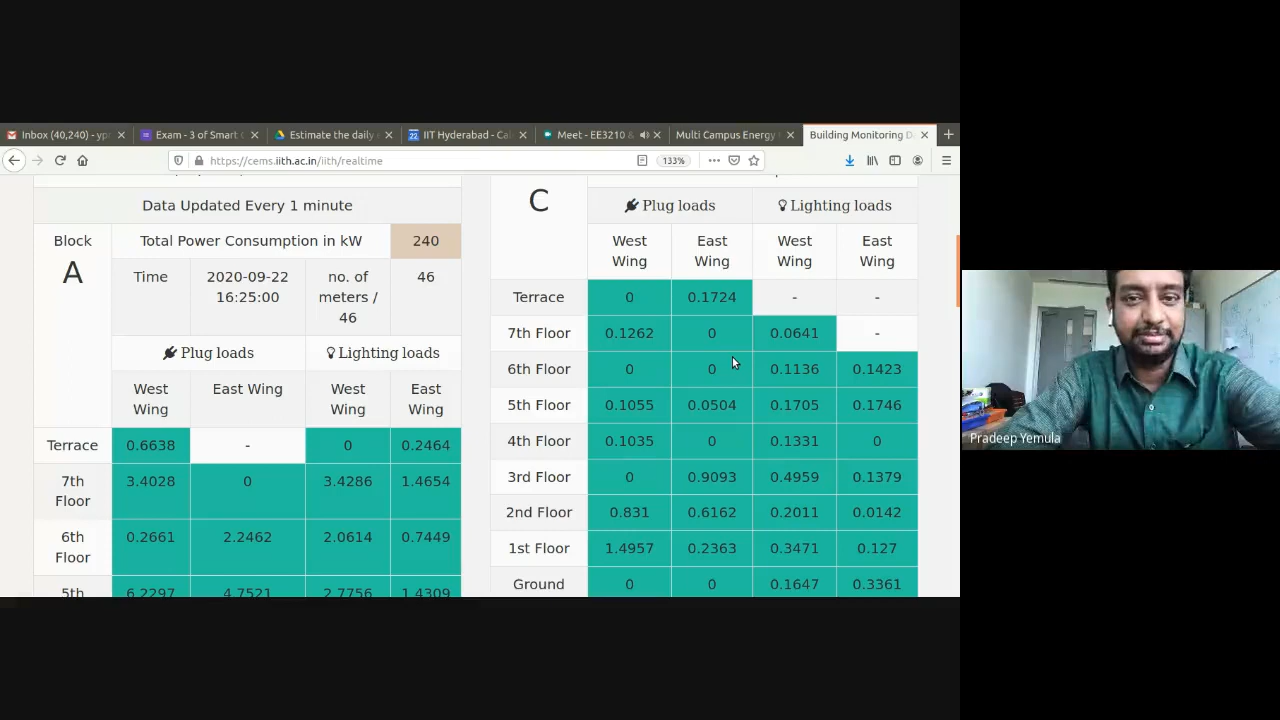 Inbox (40,240) - yp
Exam - 3 of Smart
Estimate the daily
IIT Hyderabad - Cal
Meet - EE3210 &
Multi Campus Energy
Building Monitoring D
https://cems.iith.ac.in/iith/realtime
133%
Data Updated Every 1 minute
Block
A
Total Power Consumption in kW
240
Time
2020-09-22
16:25:00
no. of
meters /
46
46
Plug loads
Lighting loads
West
Wing
East Wing
West
Wing
East
Wing
Terrace 0.6638 - 0 0.2464
7th
Floor
3.4028 0 3.4286 1.4654
6th
Floor
0.2661 2.2462 2.0614 0.7449
5th 6.2297 4.7521 2.7756 1.4309
C
Plug loads
Lighting loads
West
Wing
East
Wing
West
Wing
East
Wing
Terrace 0 0.1724 - -
7th Floor 0.1262 0 0.0641 -
6th Floor 0 0 0.1136 0.1423
5th Floor 0.1055 0.0504 0.1705 0.1746
4th Floor 0.1035 0 0.1331 0
3rd Floor 0 0.9093 0.4959 0.1379
2nd Floor 0.831 0.6162 0.2011 0.0142
1st Floor 1.4957 0.2363 0.3471 0.127
Ground 0 0 0.1647 0.3361
Pradeep Yemula